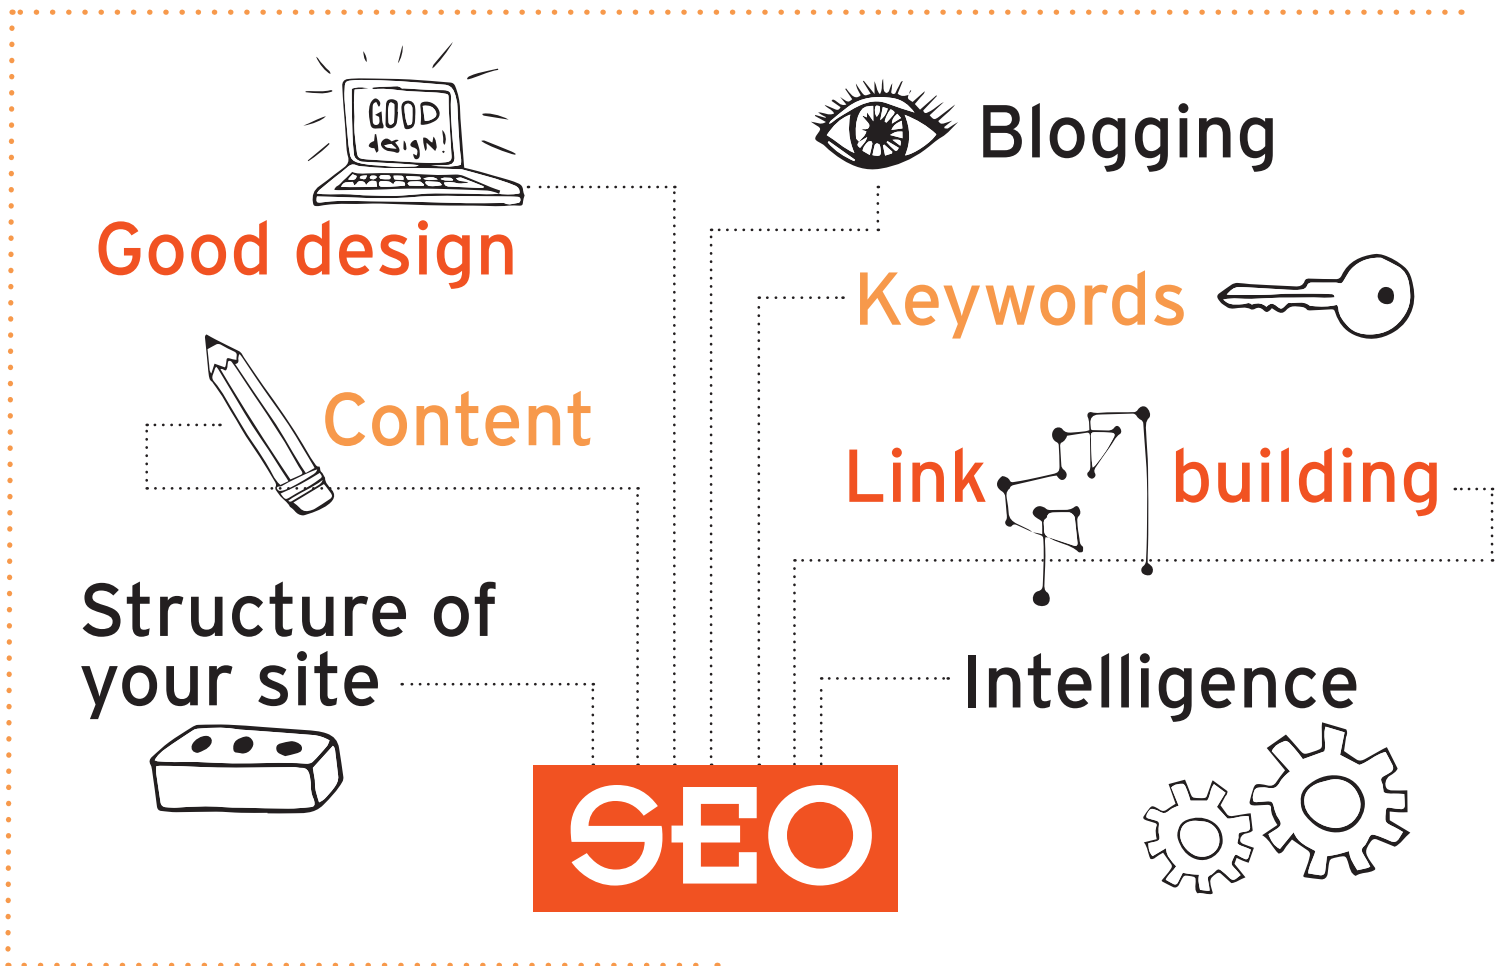 GOOD
design!
Good design
Blogging
Keywords
Content
Link building
Structure of
your site
Intelligence
SEO